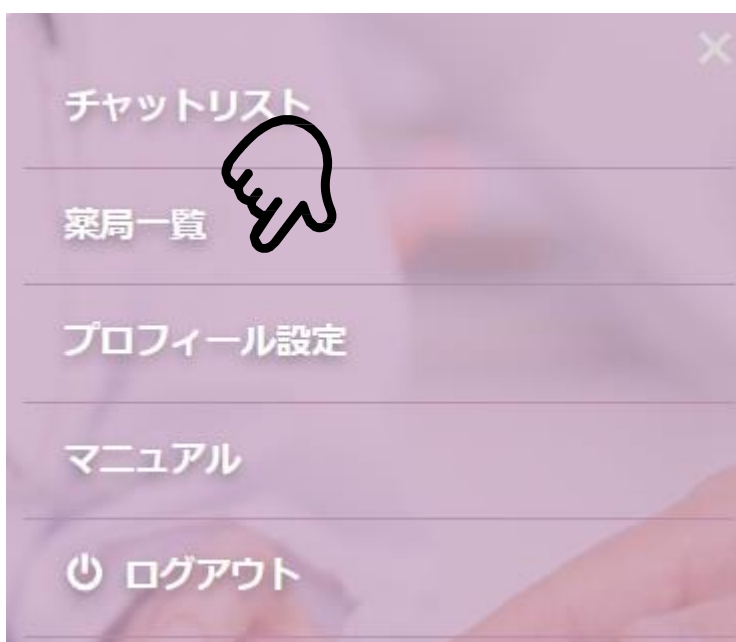 チャットリスト
薬局一覧
プロフィール設定
マニュアル
ログアウト